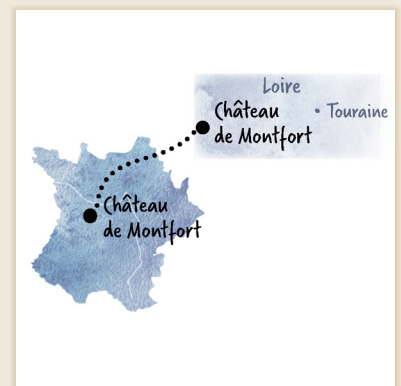 Loire
Château
de Montfort
• Touraine
Château
de Montfort